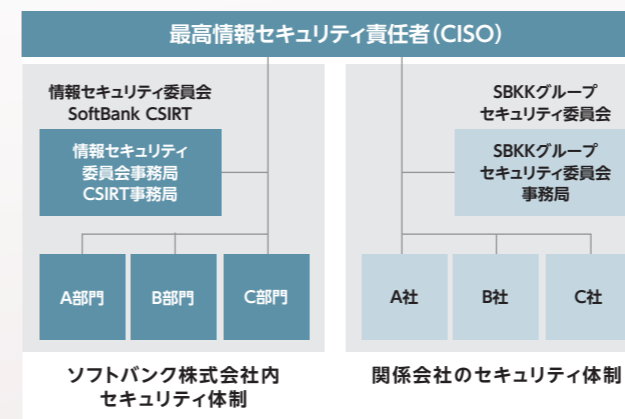 最高情報セキュリティ責任者（CISO）
情報セキュリティ委員会
SoftBank CSIRT
情報セキュリティ
委員会事務局
CSIRT事務局
A部門
B部門
C部門
ソフトバンク株式会社内
セキュリティ体制
SBKKグループ
セキュリティ委員会
SBKKグループ
セキュリティ委員会
事務局
A社
B社
C社
関係会社のセキュリティ体制